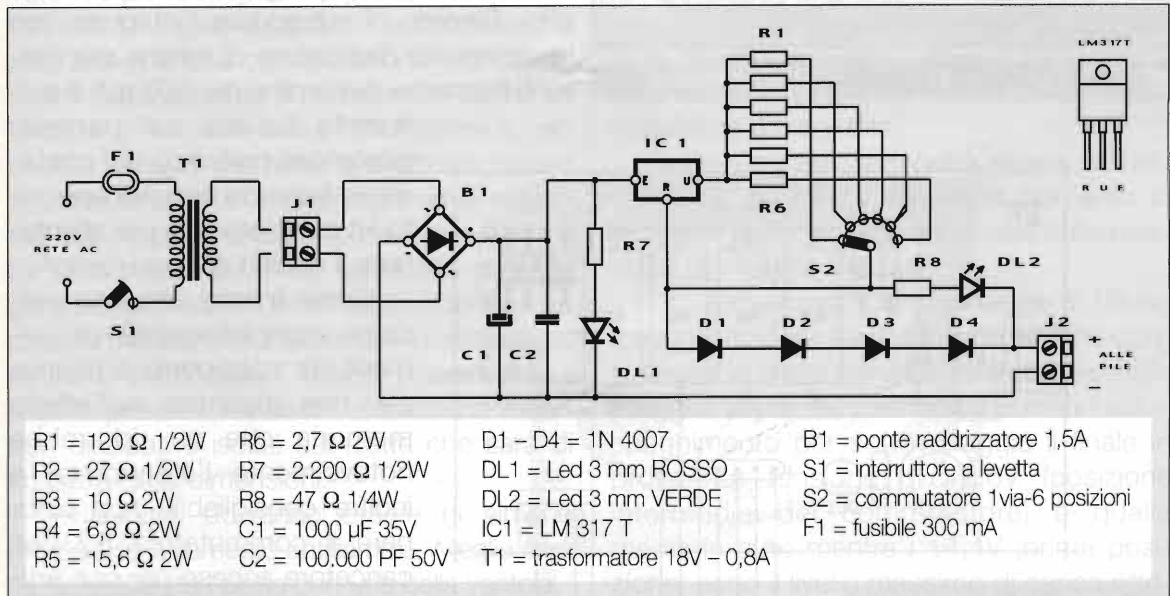 R 1
LM317T
F1
IC 1
E
U
R
R U E
J1
B 1
R6
220V
RETE AC
R7
S2
R8
DL2
S1
D1
D2
D3
D4
J2
C1
C2
DL1
ALLE
PILE
R1 = 120 Ω 1/2W
R2 = 27 Ω 1/2W
R3 = 10 Ω 2W
R4 = 6,8 Ω 2W
R5 = 15,6 Ω 2W
R6 = 2,7 Ω 2W
R7 = 2.200 Ω 1/2W
R8 = 47 Ω 1/4W
C1 = 1000 µF 35V
C2 = 100.000 PF 50V
D1 - D4 = 1N 4007
DL1 = Led 3 mm ROSSO
DL2 = Led 3 mm VERDE
IC1 = LM 317 T
T1 = trasformatore 18V – 0,8A
B1 = ponte raddrizzatore 1,5A
S1 = interruttore a levetta
S2 = commutatore 1via-6 posizioni
F1 = fusibile 300 mA